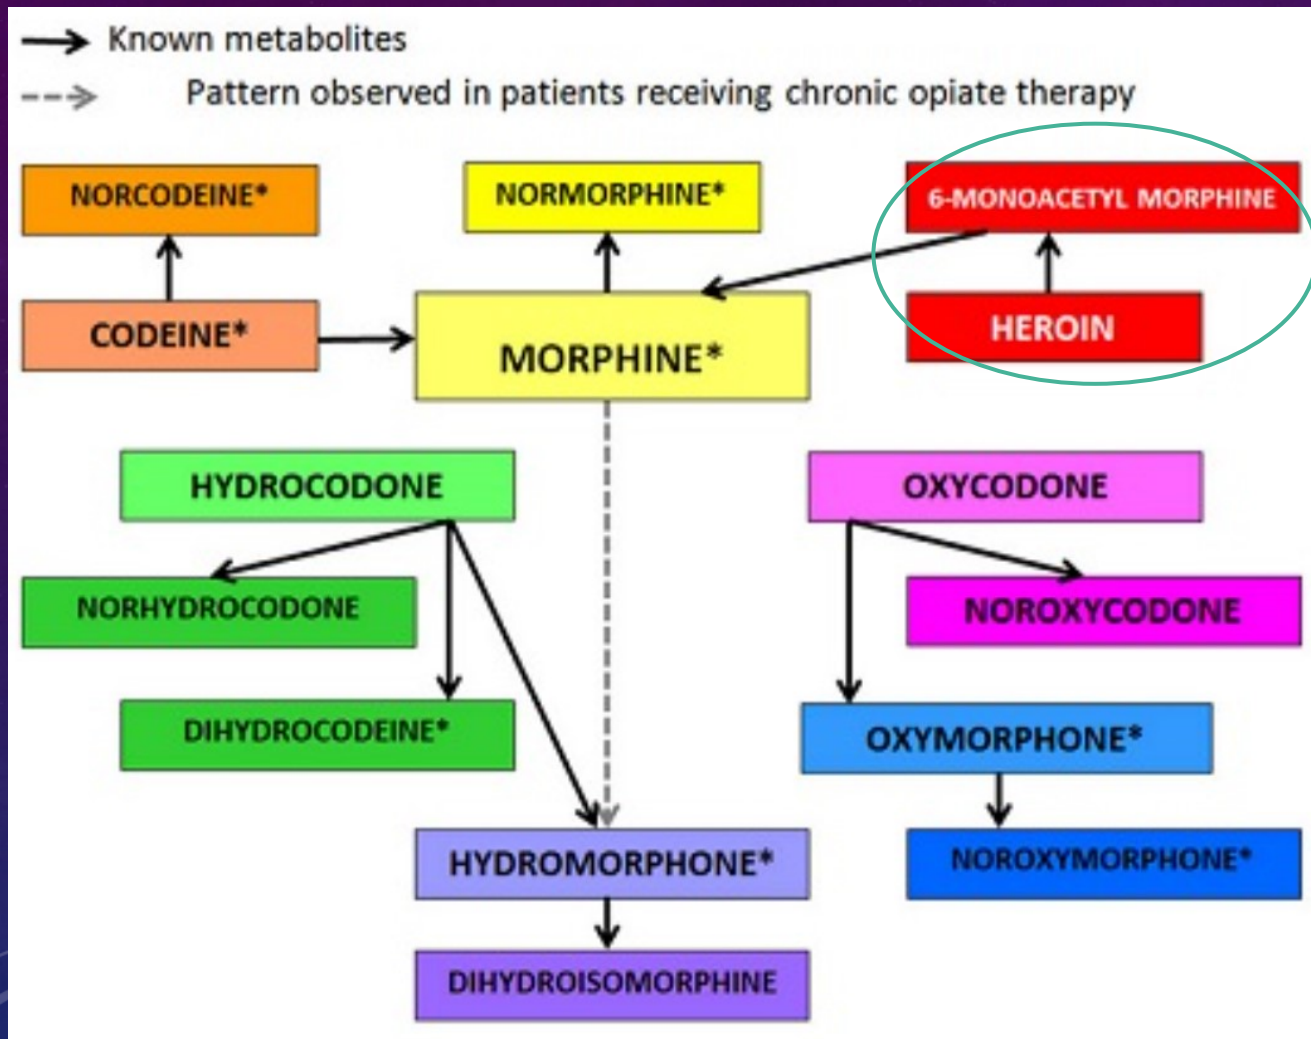 Known metabolites
Pattern observed in patients receiving chronic opiate therapy
NORCODEINE*
NORMORPHINE*
6-MONOACETYL MORPHINE
CODEINE*
MORPHINE*
HEROIN
HYDROCODONE
OXYCODONE
NORHYDROCODONE
NOROXYCODONE
DIHYDROCODEINE*
OXYMORPHONE*
HYDROMORPHONE*
NOROXYMORPHONE*
DIHYDROISOMORPHINE